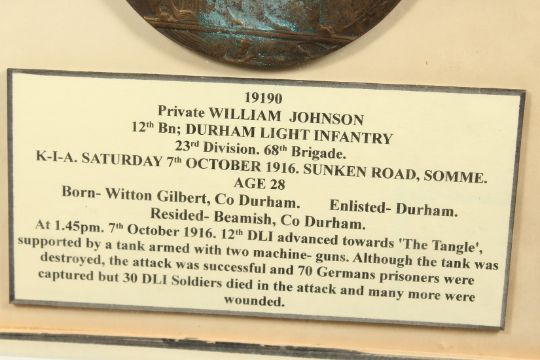 19190
Private WILLIAM JOHNSON
12th Bn; DURHAM LIGHT INFANTRY
23rd Division. 68th Brigade.
K-I-A. SATURDAY 7th OCTOBER 1916. SUNKEN ROAD, SOMME.
AGE 28
Born- Witton Gilbert, Co Durham. Enlisted- Durham.
Resided- Beamish, Co Durham.
At 1.45pm. 7th October 1916. 12th DLI advanced towards 'The Tangle',
supported by a tank armed with two machine- guns. Although the tank was
destroyed, the attack was successful and 70 Germans prisoners were
captured but 30 DLI Soldiers died in the attack and many more were
wounded.